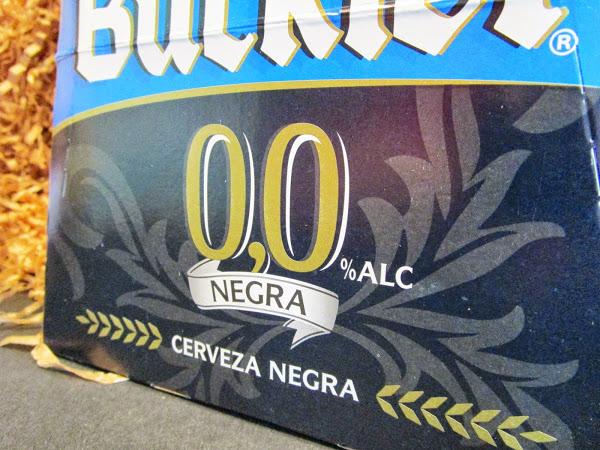 Buckler®
0,0
%ALC
NEGRA
CERVEZA NEGRA